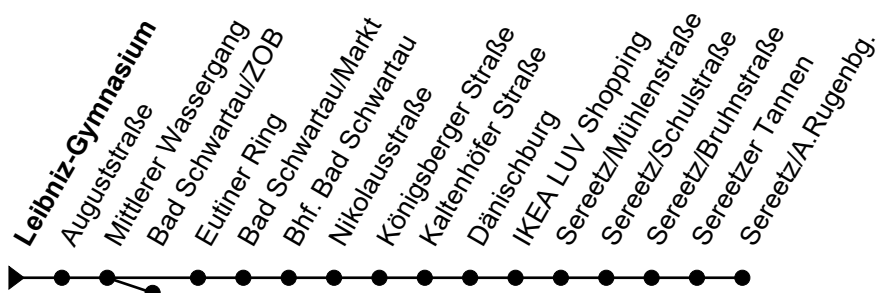 Leibniz-Gymnasium
Auguststraße
Mittlerer Wassergang
Bad Schwartau/ZOB
Eutiner Ring
Bad Schwartau/Markt
Bhf. Bad Schwartau
Nikolausstraße
Königsberger Straße
Kaltenhöfer Straße
Dänischburg
IKEA LUV Shopping
Sereetz/Mühlenstraße
Sereetz/Schulstraße
Sereetz/Bruhnstraße
Sereetzer Tannen
Sereetz/A.Rugenbg.